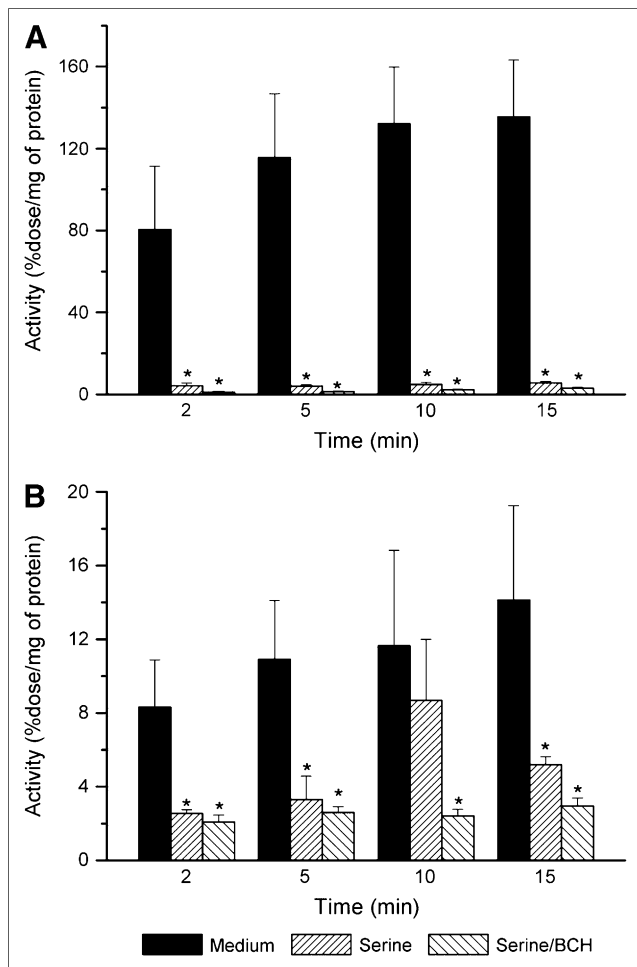 A
Activity (%dose/mg of protein)
160
120
80
40
0
* * * * * * * *
2 5 10 15
Time (min)
B
Activity (%dose/mg of protein)
20
16
12
8
4
0
* * * * * * *
2 5 10 15
Time (min)
Medium Serine Serine/BCH